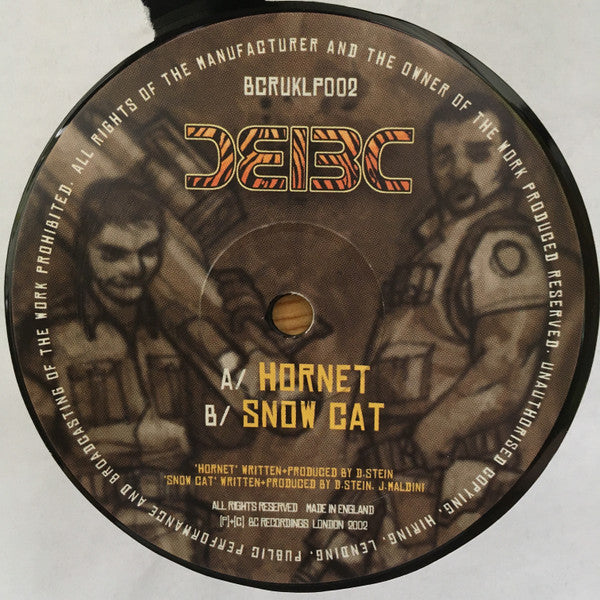 ALL RIGHTS OF THE MANUFACTURER AND THE OWNER OF THE WORK PRODUCED RESERVED. UNAUTHORISED COPYING, HIRING, LENDING, PUBLIC PERFORMANCE AND BROADCASTING OF THE WORK PROHIBITED.
BCRUKLP002
A/ HORNET
B/ SNOW CAT
'HORNET' WRITTEN+PRODUCED BY D.STEIN
'SNOW CAT' WRITTEN+PRODUCED BY D.STEIN. J.MALDINI
ALL RIGHTS RESERVED MADE IN ENGLAND
(P)+(C) BC RECORDINGS LONDON 2002